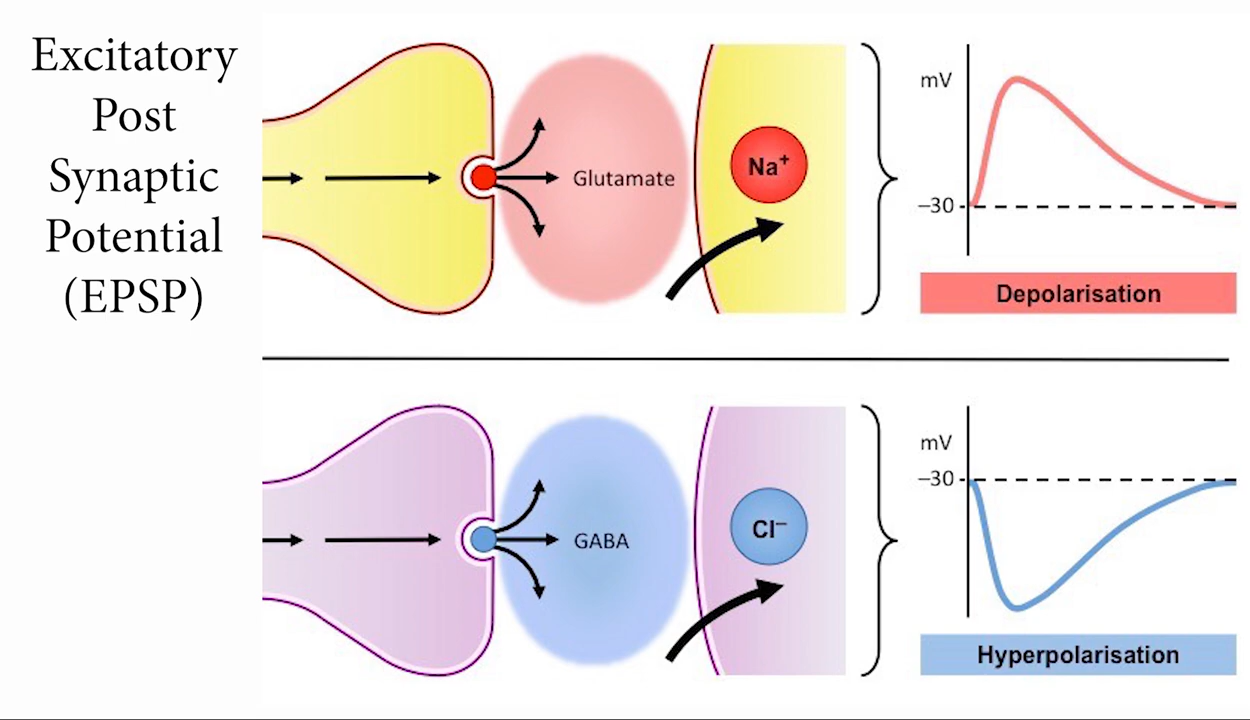 Excitatory
Post
Synaptic
Potential
(EPSP)
Glutamate
Na⁺
mV
–30
Depolarisation
GABA
Cl⁻
mV
–30
Hyperpolarisation